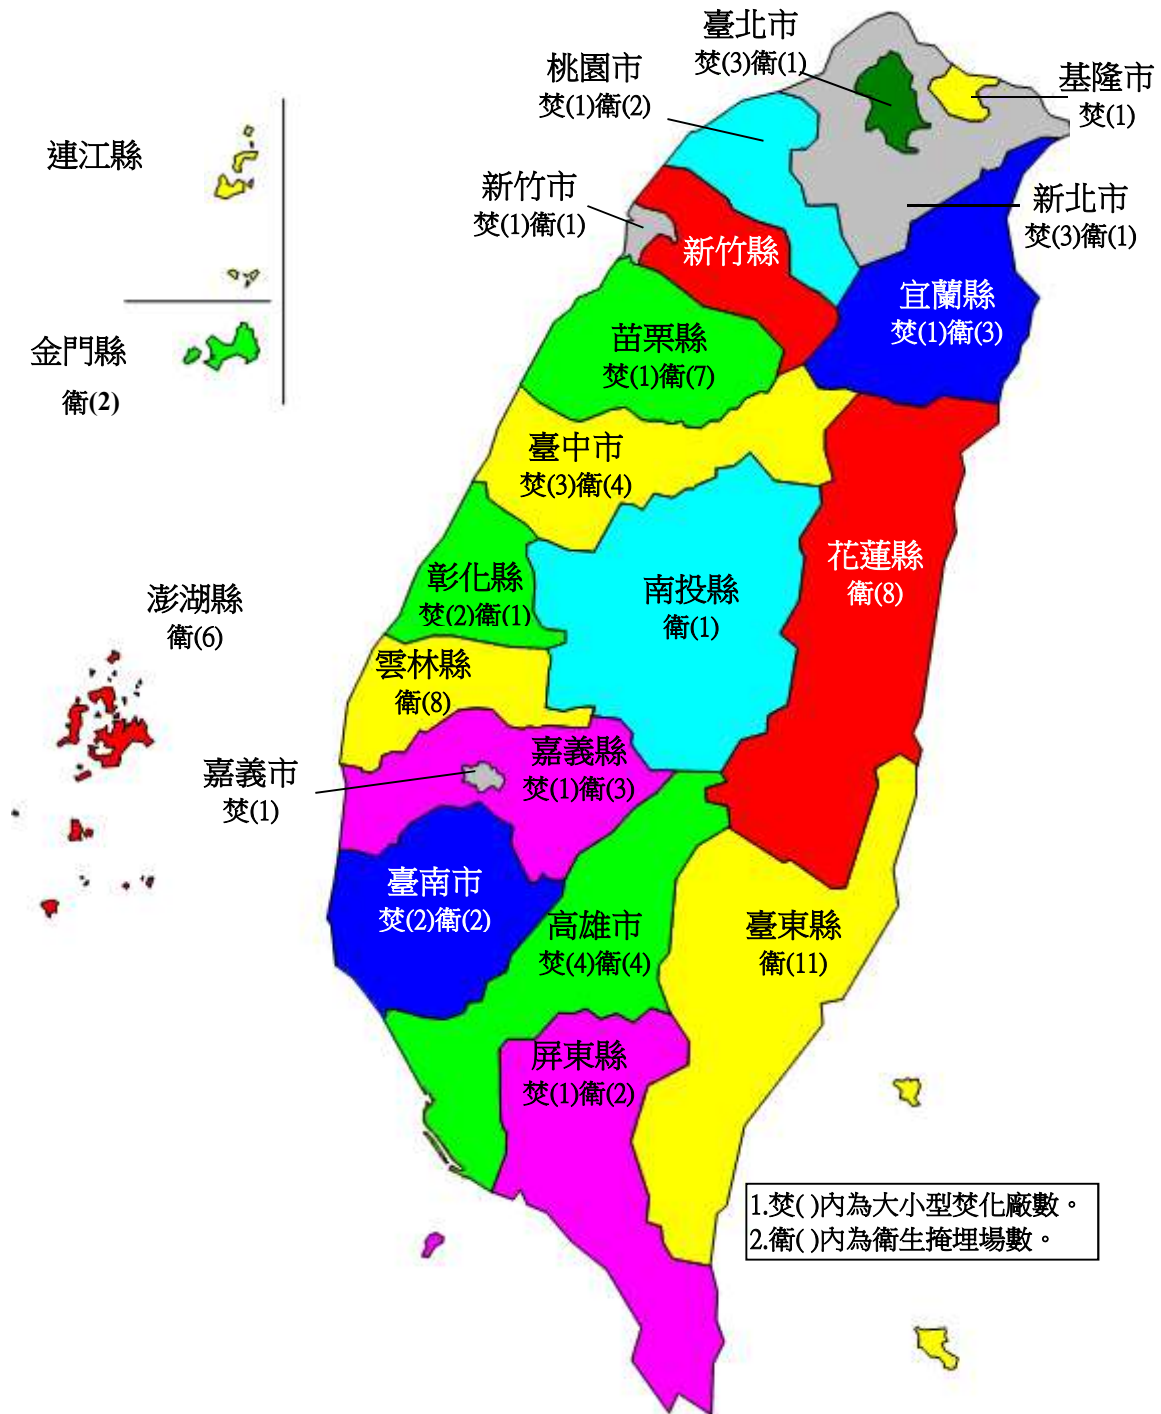 臺北市
焚(3)衛(1)
桃園市
焚(1)衛(2)
基隆市
焚(1)
連江縣
新竹市
焚(1)衛(1)
新北市
焚(3)衛(1)
新竹縣
宜蘭縣
焚(1)衛(3)
金門縣
衛(2)
苗栗縣
焚(1)衛(7)
臺中市
焚(3)衛(4)
花蓮縣
衛(8)
彰化縣
焚(2)衛(1)
南投縣
衛(1)
澎湖縣
衛(6)
雲林縣
衛(8)
嘉義縣
焚(1)衛(3)
嘉義市
焚(1)
臺南市
焚(2)衛(2)
高雄市
焚(4)衛(4)
臺東縣
衛(11)
屏東縣
焚(1)衛(2)
1.焚( )內為大小型焚化廠數。
2.衛( )內為衛生掩埋場數。